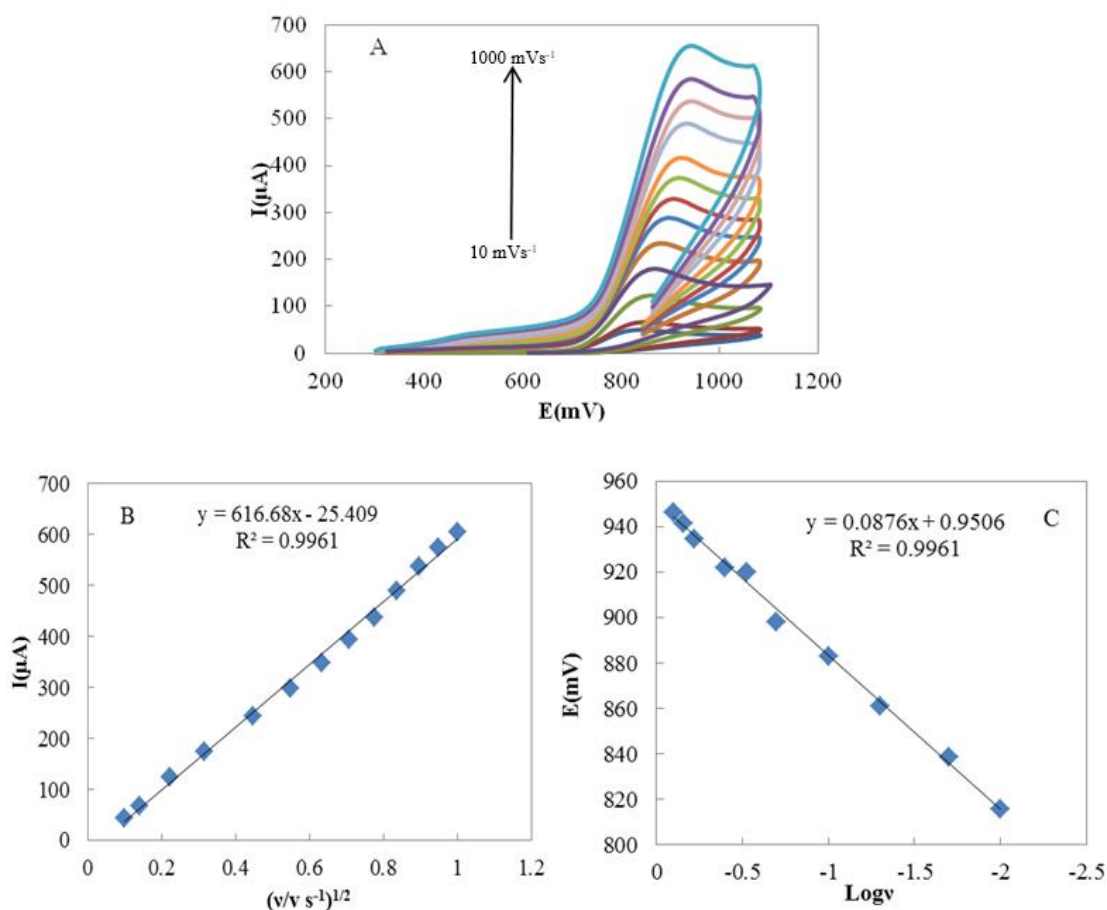 A
700
600
500
400
300
200
100
0
I(µA)
1000 mVs⁻¹
10 mVs⁻¹
200 400 600 800 1000 1200
E(mV)
B
700
600
500
400
300
200
100
0
I(µA)
y = 616.68x - 25.409
R² = 0.9961
0 0.2 0.4 0.6 0.8 1 1.2
(v/v s⁻¹)¹/²
C
960
940
920
900
880
860
840
820
800
E(mV)
y = 0.0876x + 0.9506
R² = 0.9961
0 -0.5 -1 -1.5 -2 -2.5
Logv